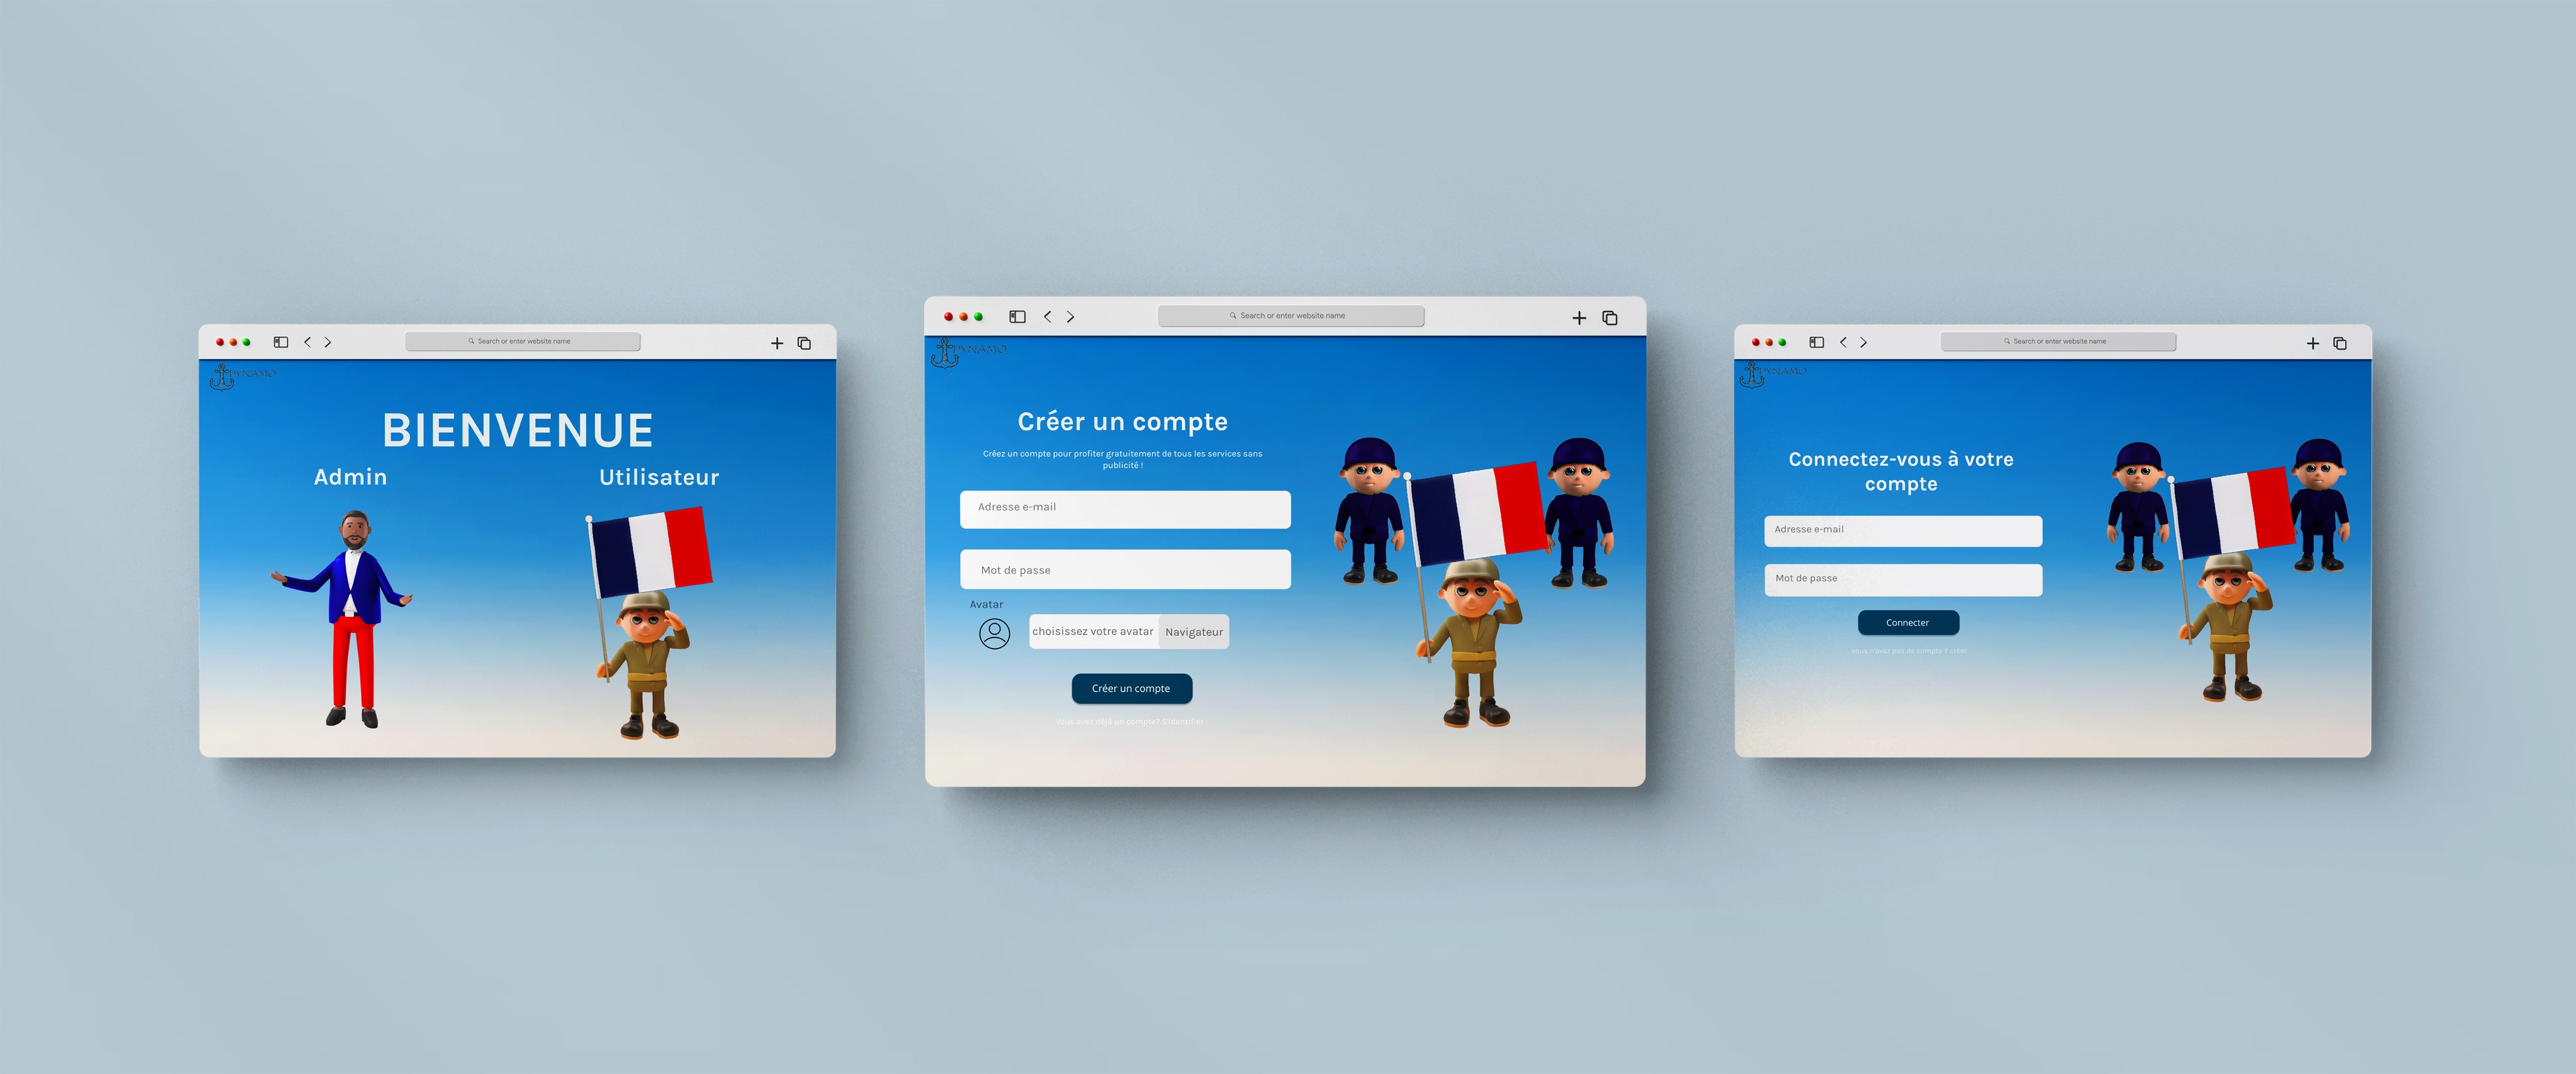 Search or enter website name
DYNAMO
BIENVENUE
Admin
Utilisateur
Search or enter website name
DYNAMO
Créer un compte
Créez un compte pour profiter gratuitement de tous les services sans
publicité !
Adresse e-mail
Mot de passe
Avatar
choisissez votre avatar
Navigateur
Créer un compte
Vous avez déjà un compte? S'identifier
Search or enter website name
DYNAMO
Connectez-vous à votre
compte
Adresse e-mail
Mot de passe
Connecter
vous n'avez pas de compte ? créer